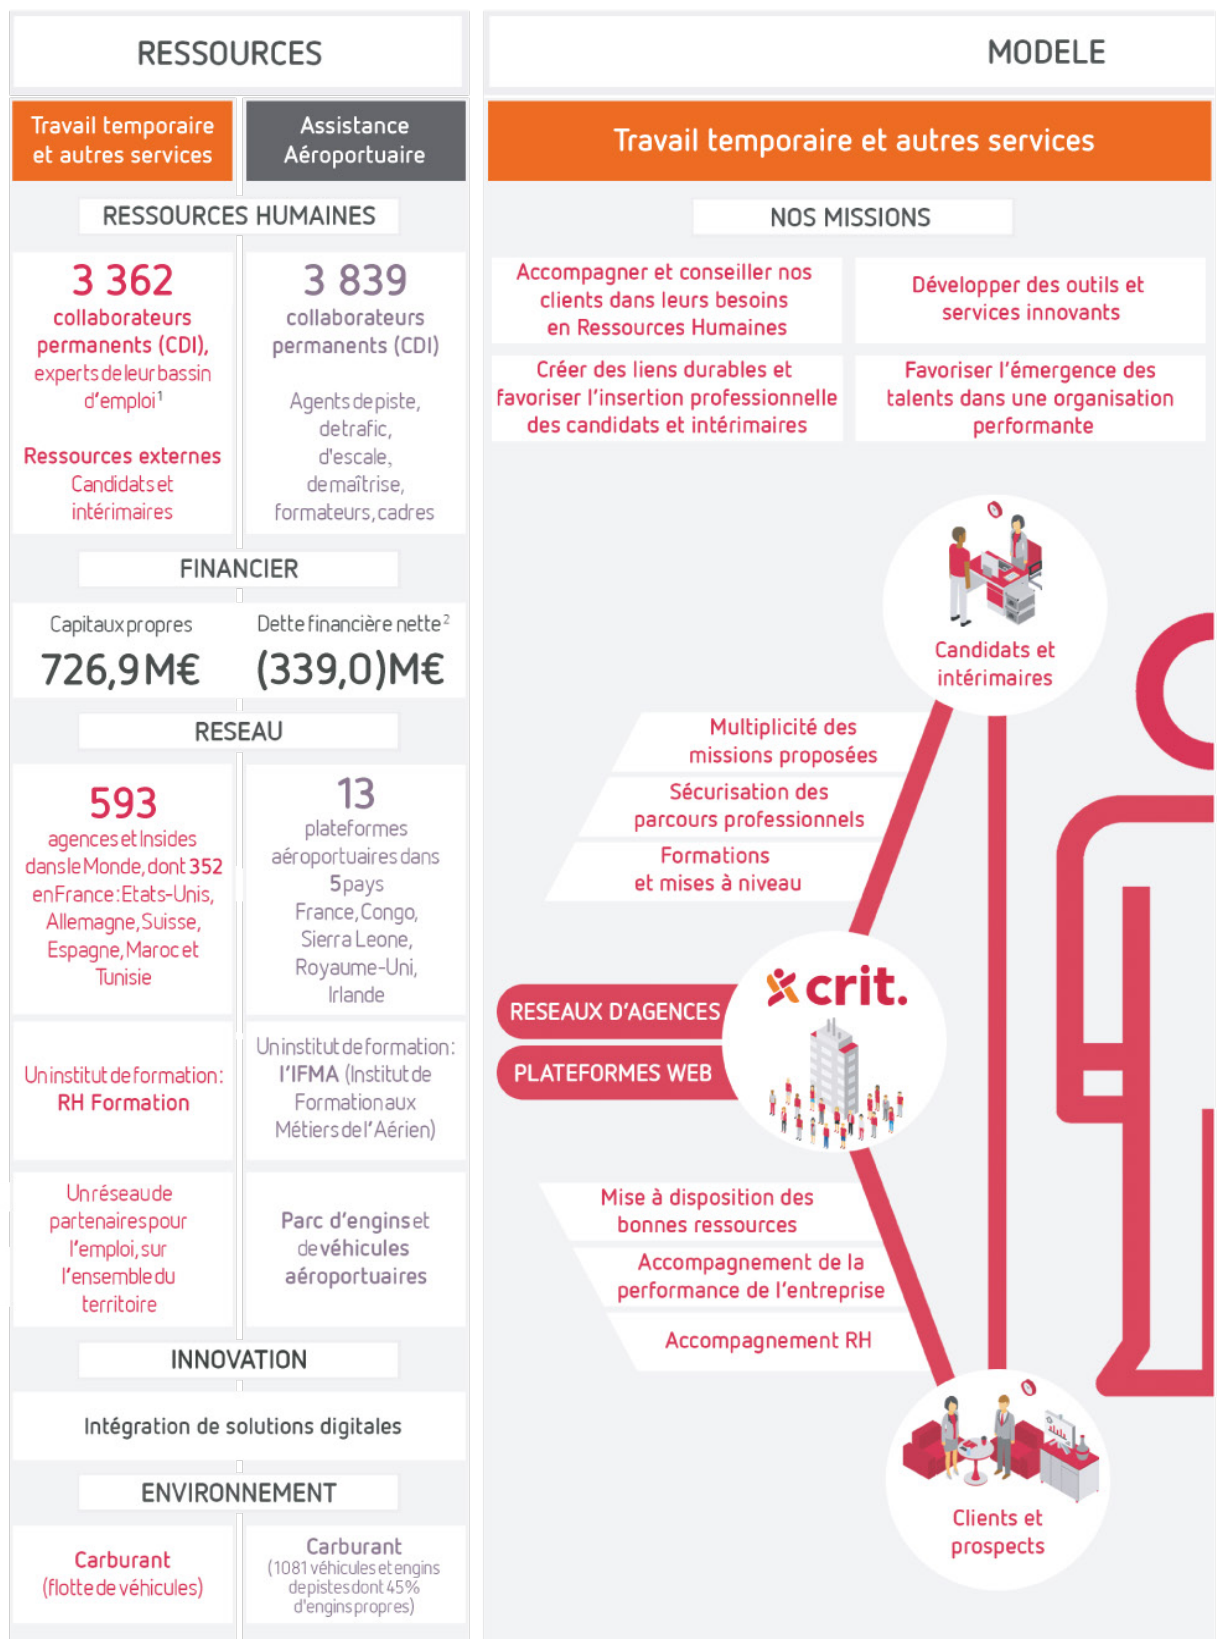 RESSOURCES
Travail temporaire
et autres services
Assistance
Aéroportuaire
RESSOURCES HUMAINES
3 362
collaborateurs
permanents (CDI),
experts de leur bassin
d'emploi¹
Ressources externes
Candidats et
intérimaires
3 839
collaborateurs
permanents (CDI)
Agents de piste,
de trafic,
d'escale,
de maîtrise,
formateurs, cadres
FINANCIER
Capitaux propres
726,9 M€
Dette financière nette²
(339,0) M€
RESEAU
593
agences et Insides
dans le Monde, dont 352
en France : Etats-Unis,
Allemagne, Suisse,
Espagne, Maroc et
Tunisie
13
plateformes
aéroportuaires dans
5 pays
France, Congo,
Sierra Leone,
Royaume-Uni,
Irlande
Un institut de formation :
RH Formation
Un institut de formation :
l'IFMA (Institut de
Formation aux
Métiers de l'Aérien)
Un réseau de
partenaires pour
l'emploi, sur
l'ensemble du
territoire
Parc d'engins et
de véhicules
aéroportuaires
INNOVATION
Intégration de solutions digitales
ENVIRONNEMENT
Carburant
(flotte de véhicules)
Carburant
(1081 véhicules et engins
de pistes dont 45%
d'engins propres)
MODELE
Travail temporaire et autres services
NOS MISSIONS
Accompagner et conseiller nos
clients dans leurs besoins
en Ressources Humaines
Développer des outils et
services innovants
Créer des liens durables et
favoriser l'insertion professionnelle
des candidats et intérimaires
Favoriser l'émergence des
talents dans une organisation
performante
Candidats et
intérimaires
Multiplicité des
missions proposées
Sécurisation des
parcours professionnels
Formations
et mises à niveau
crit.
RESEAUX D'AGENCES
PLATEFORMES WEB
Mise à disposition des
bonnes ressources
Accompagnement de la
performance de l'entreprise
Accompagnement RH
Clients et
prospects